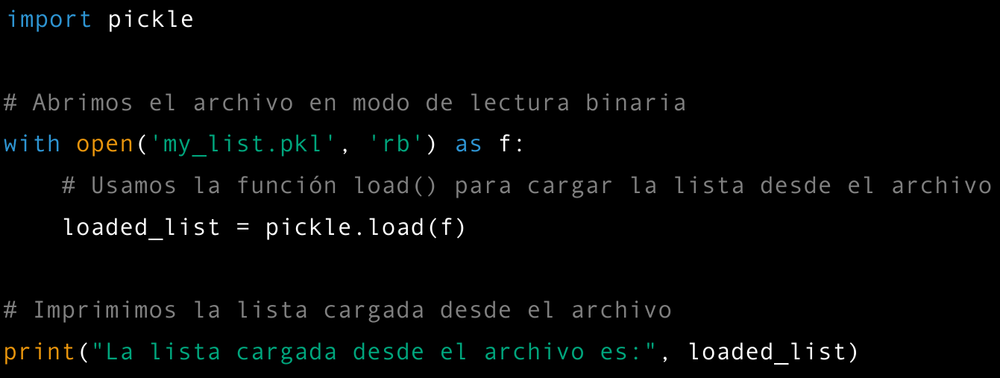 import pickle
# Abrimos el archivo en modo de lectura binaria
with open('my_list.pkl', 'rb') as f:
    # Usamos la función load() para cargar la lista desde el archivo
    loaded_list = pickle.load(f)
# Imprimimos la lista cargada desde el archivo
print("La lista cargada desde el archivo es:", loaded_list)